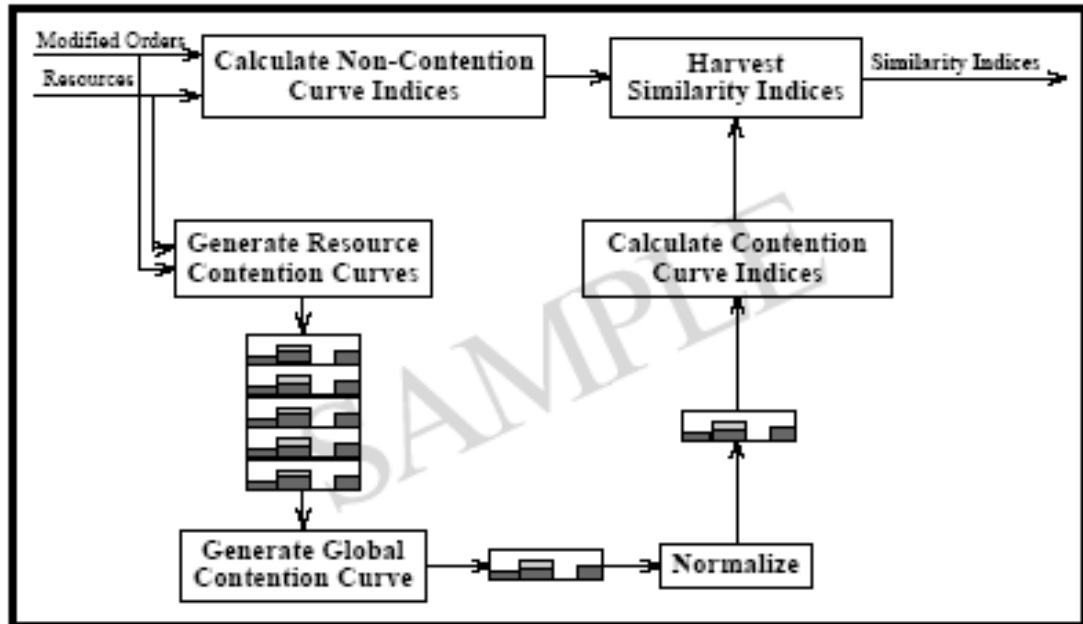 Modified Orders
Resources
Calculate Non-Contention
Curve Indices
Harvest
Similarity Indices
Similarity Indices
Generate Resource
Contention Curves
Calculate Contention
Curve Indices
SAMPLE
Generate Global
Contention Curve
Normalize